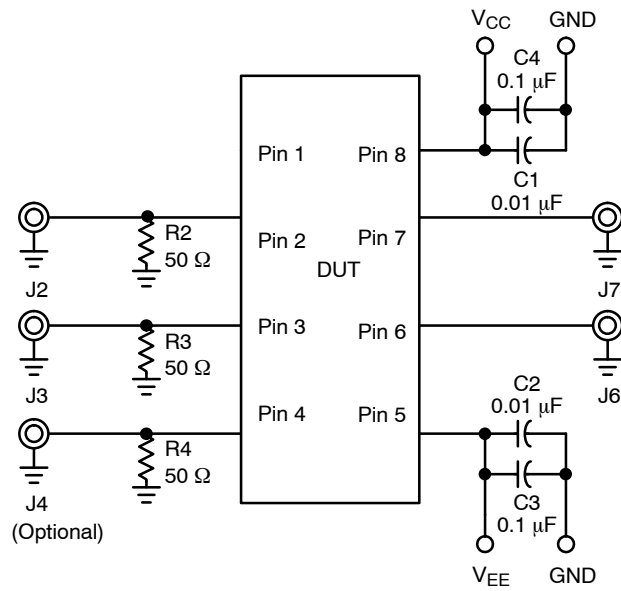 V_CC GND
C4
0.1 μF
C1
0.01 μF
Pin 1 Pin 8
R2
50 Ω
J2
Pin 2 Pin 7
DUT
J7
R3
50 Ω
J3
Pin 3 Pin 6
J6
R4
50 Ω
J4
(Optional)
Pin 4 Pin 5
C2
0.01 μF
C3
0.1 μF
V_EE GND